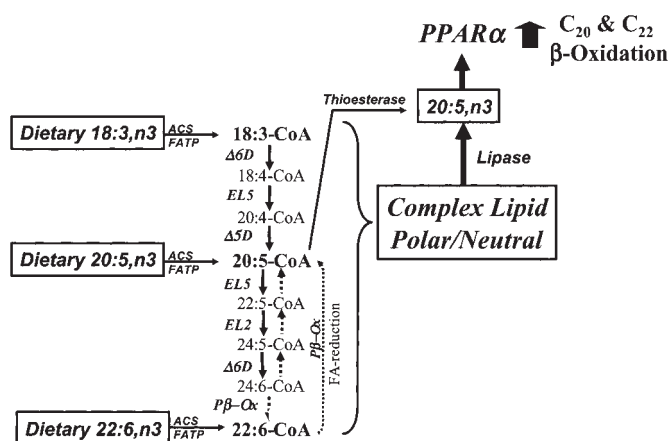 PPARα
C20 & C22
β-Oxidation
Thioesterase
20:5,n3
Lipase
Complex Lipid
Polar/Neutral
Dietary 18:3,n3
ACS
FATP
18:3-CoA
Δ6D
18:4-CoA
EL5
20:4-CoA
Δ5D
Dietary 20:5,n3
ACS
FATP
20:5-CoA
EL5
22:5-CoA
EL2
24:5-CoA
Δ6D
24:6-CoA
Pβ–Ox
Pβ–Ox
FA-reduction
Dietary 22:6,n3
ACS
FATP
22:6-CoA